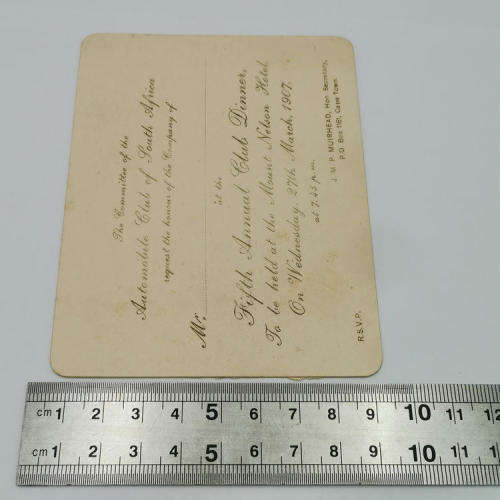 The Committee of the
Automobile Club of South Africa
request the honour of the Company of
Mr.
at the
Fifth Annual Club Dinner,
To be held at the Mount Nelson Hotel
On Wednesday, 27th March, 1907.
at 7.45 p.m.
J. M. P. MUIRHEAD, Hon. Secretary,
P.O. Box 1161, Cape Town.
R.S.V.P.
cm 1 2 3 4 5 6 7 8 9 10 11 12
cm 1 2 3 4 5 6 7 8 9 10 11 1